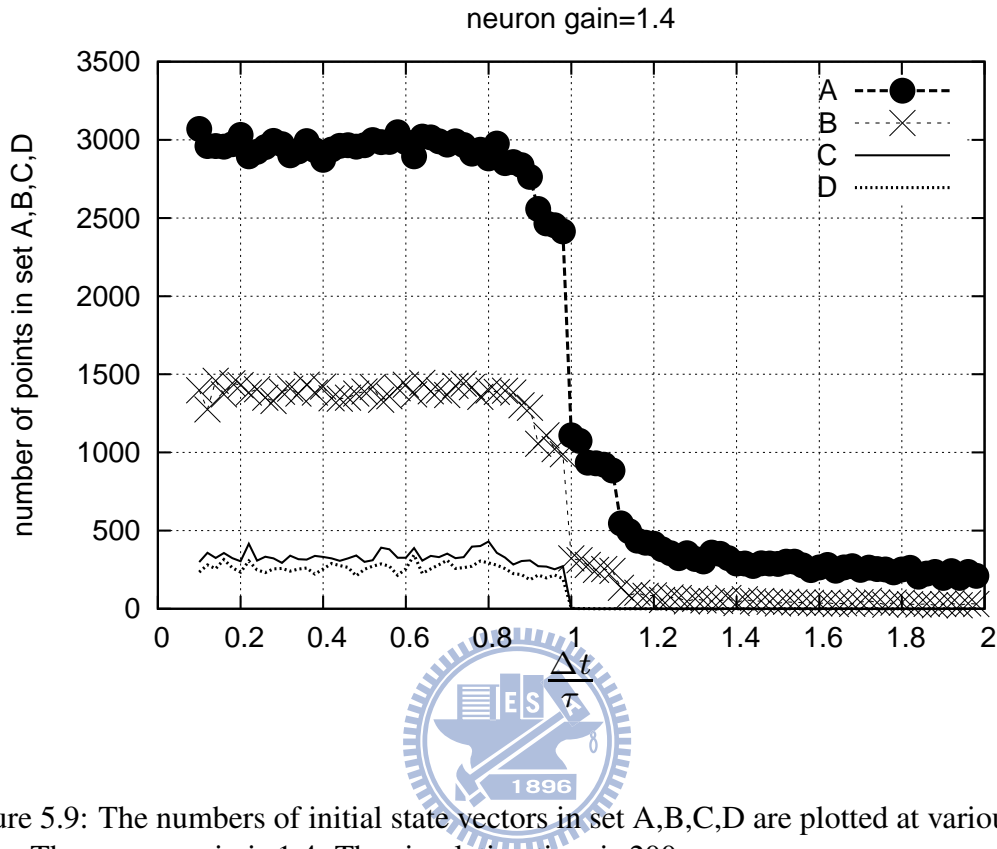 neuron gain=1.4
3500
3000
2500
2000
1500
1000
500
0
number of points in set A,B,C,D
A
B
C
D
0 0.2 0.4 0.6 0.8 1 1.2 1.4 1.6 1.8 2
Δt
τ
E S
1896
ure 5.9: The numbers of initial state vectors in set A,B,C,D are plotted at variou